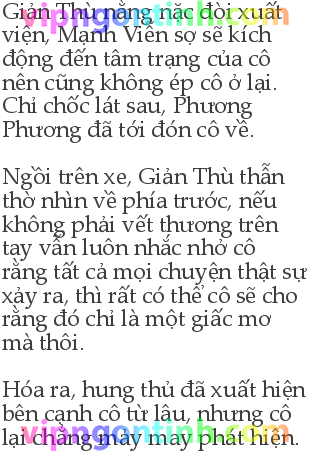 Giản Thù nằng nặc đòi xuất
viện, Mạnh Viên sợ sẽ kích
động đến tâm trạng của cô
nên cũng không ép cô ở lại.
Chỉ chốc lát sau, Phương
Phương đã tới đón cô về.

Ngồi trên xe, Giản Thù thẫn
thờ nhìn về phía trước, nếu
không phải vết thương trên
tay vẫn luôn nhắc nhở cô
rằng tất cả mọi chuyện thật sự
xảy ra, thì rất có thể cô sẽ cho
rằng đó chỉ là một giấc mơ
mà thôi.

Hóa ra, hung thủ đã xuất hiện
bên cạnh cô từ lâu, nhưng cô
lại chẳng mảy may phát hiện.
vipngontinh.com
vipngontinh.com